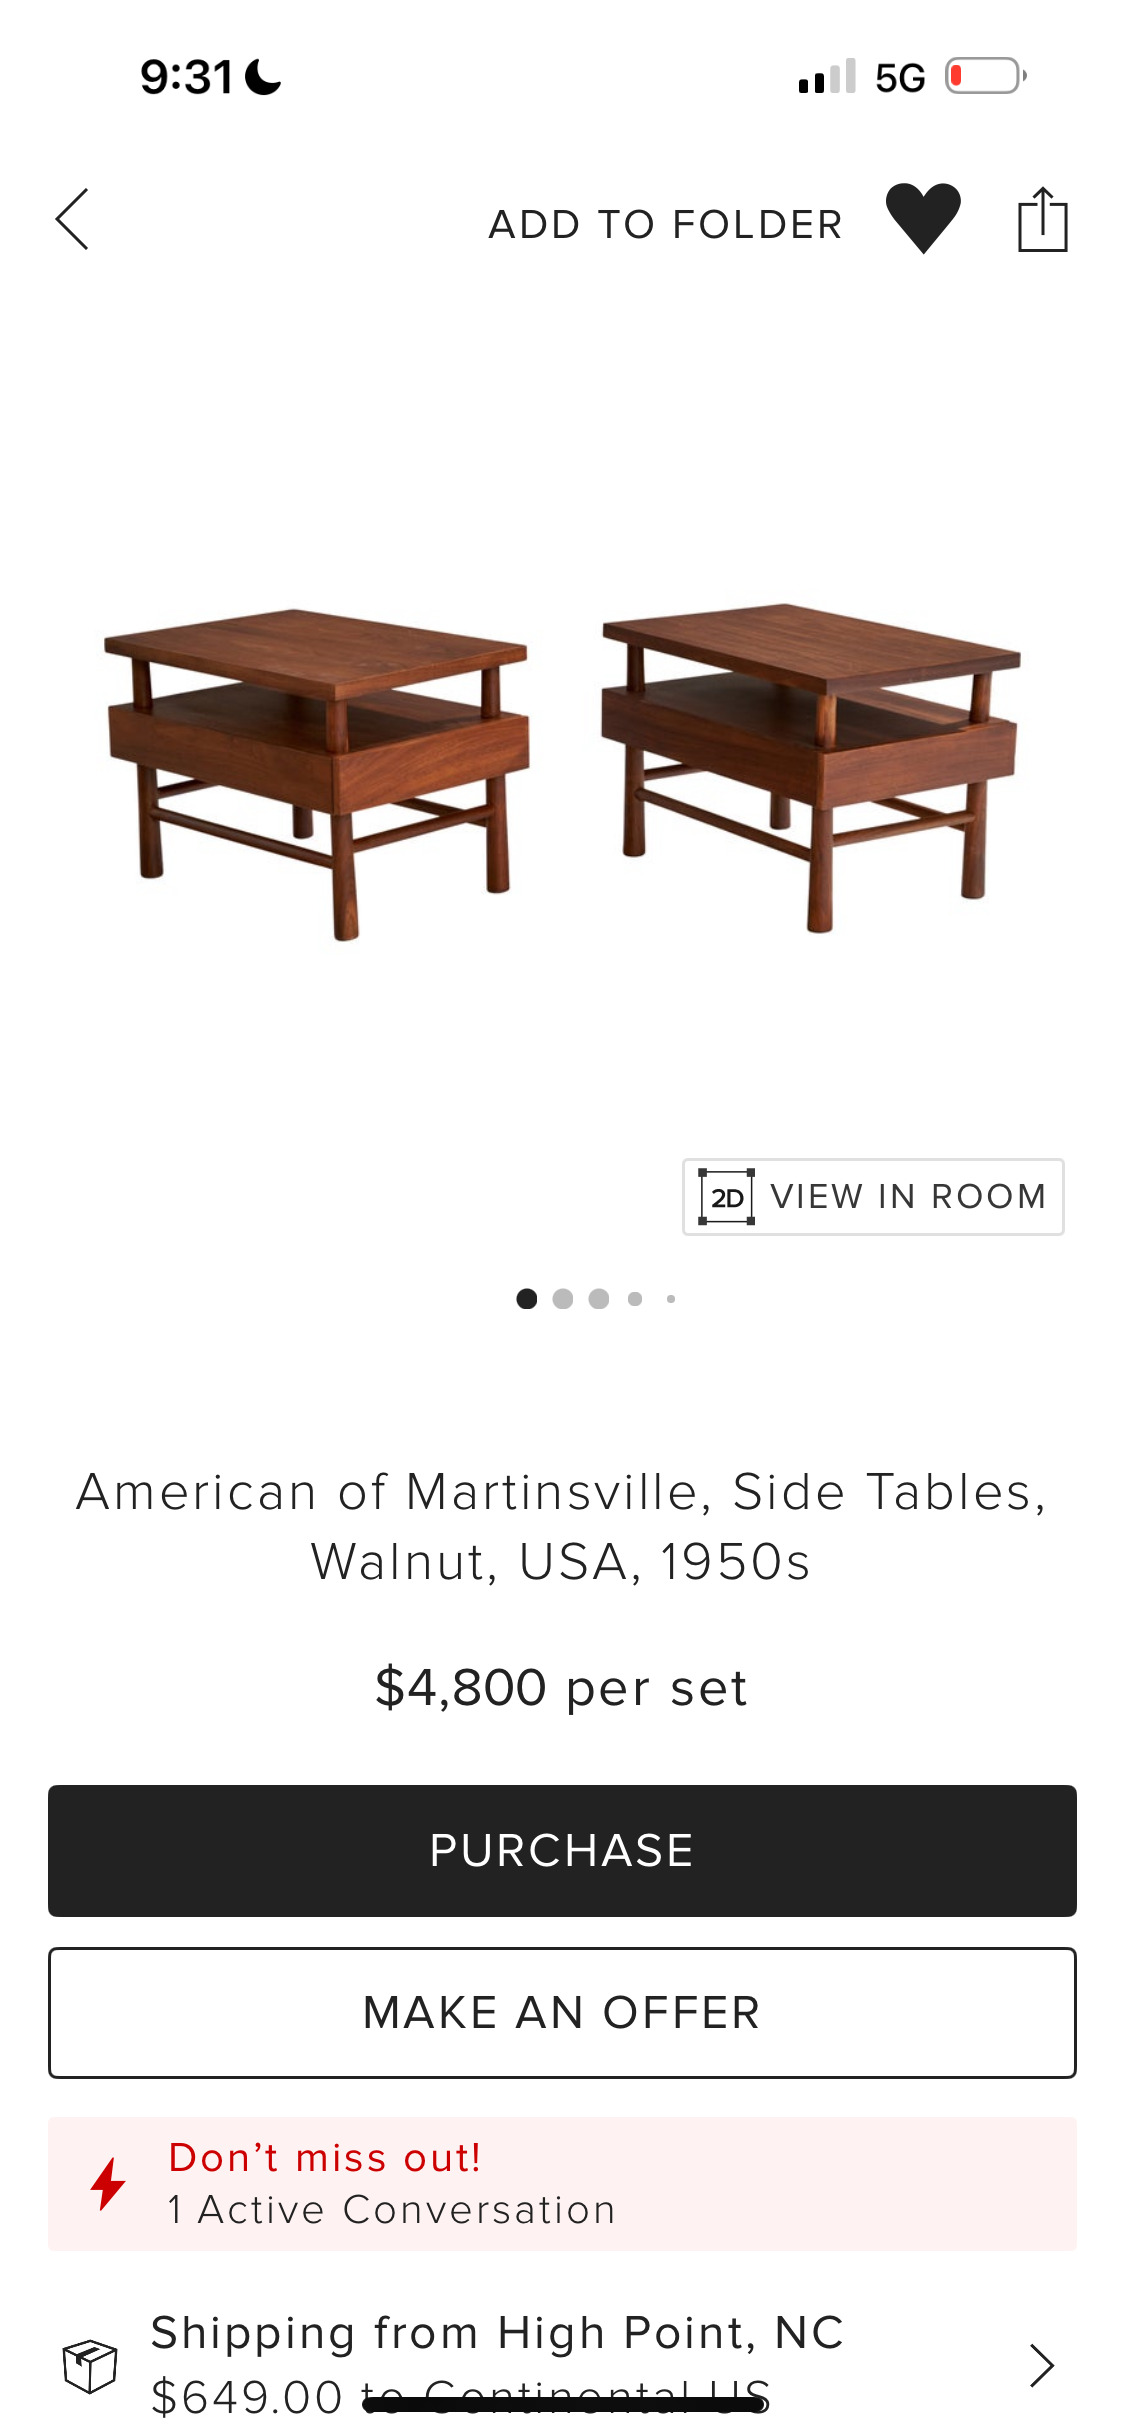 9:31
5G
ADD TO FOLDER
2D VIEW IN ROOM
American of Martinsville, Side Tables,
Walnut, USA, 1950s
$4,800 per set
PURCHASE
MAKE AN OFFER
Don’t miss out!
1 Active Conversation
Shipping from High Point, NC
$649.00 to Continental US